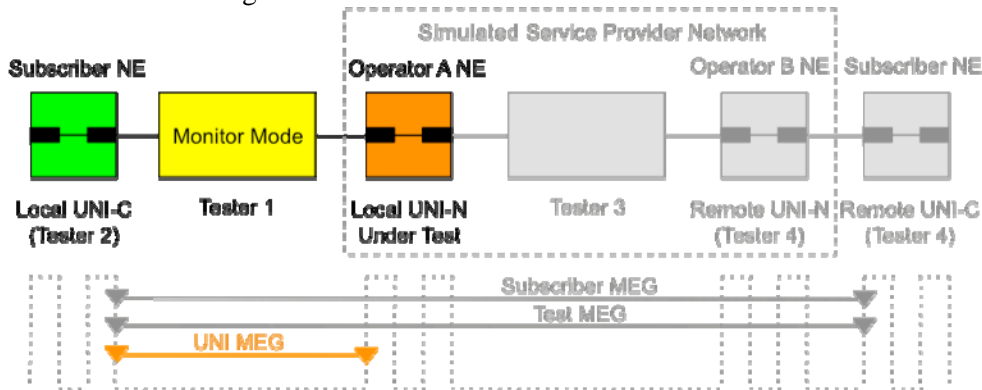 Simulated Service Provider Network
Subscriber NE
Operator A NE
Operator B NE
Subscriber NE
Monitor Mode
Local UNI-C
(Tester 2)
Tester 1
Local UNI-N
Under Test
Tester 3
Remote UNI-N
(Tester 4)
Remote UNI-C
(Tester 4)
Subscriber MEG
Test MEG
UNI MEG